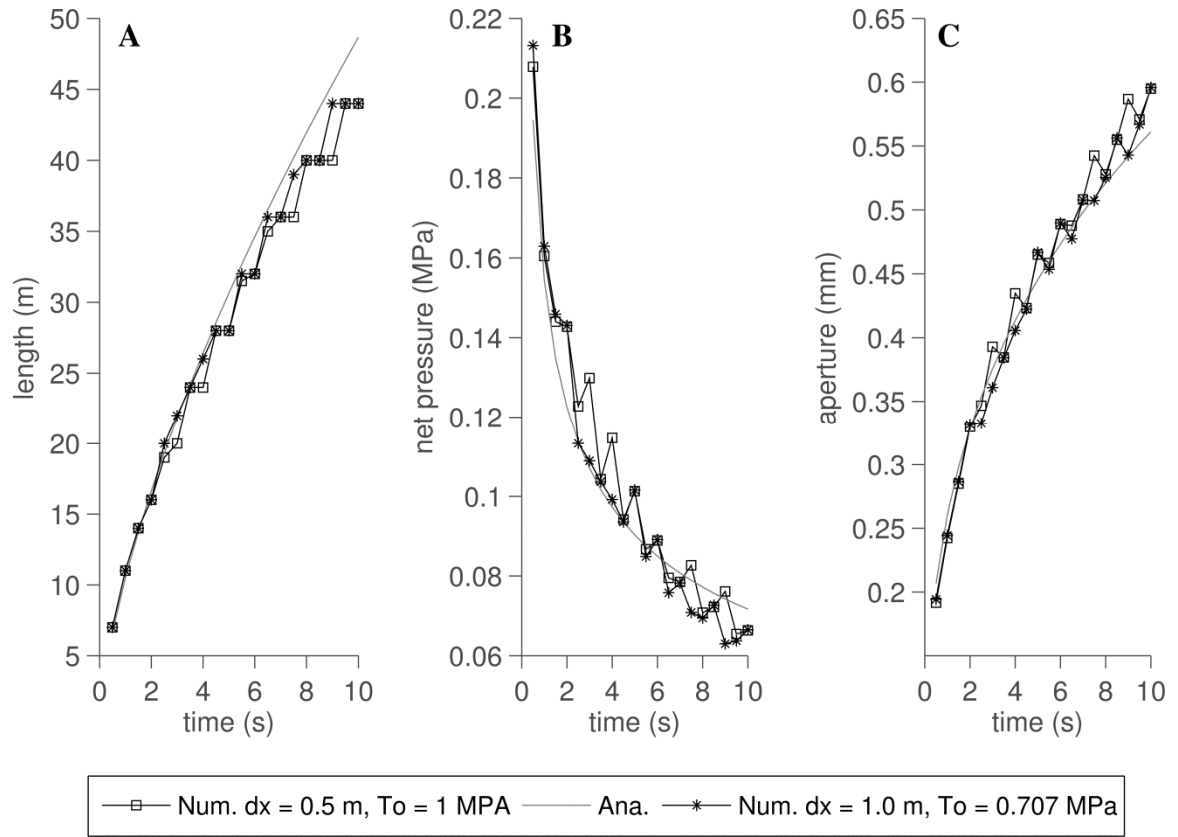 A
50
45
40
35
30
25
20
15
10
5
length (m)
0 2 4 6 8 10
time (s)
B
0.22
0.2
0.18
0.16
0.14
0.12
0.1
0.08
0.06
net pressure (MPa)
0 2 4 6 8 10
time (s)
C
0.65
0.6
0.55
0.5
0.45
0.4
0.35
0.3
0.25
0.2
aperture (mm)
0 2 4 6 8 10
time (s)
Num. dx = 0.5 m, To = 1 MPA Ana. Num. dx = 1.0 m, To = 0.707 MPa